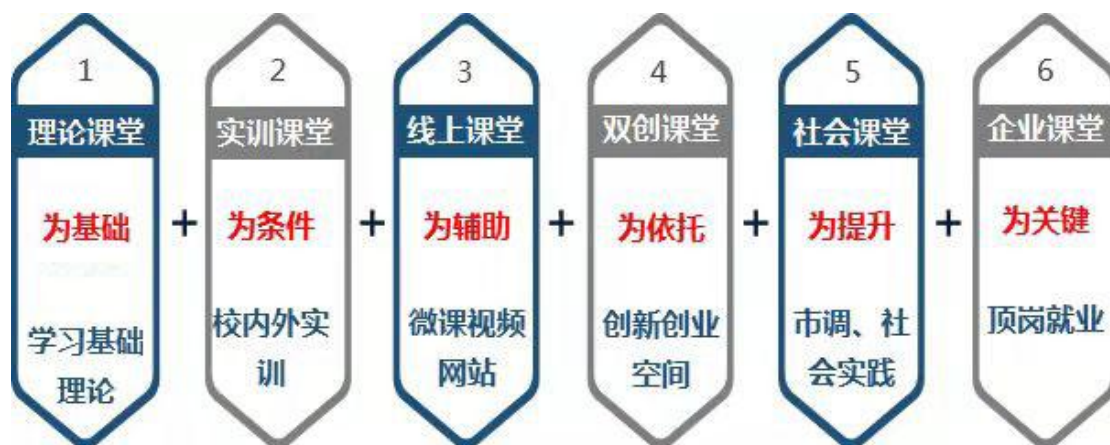 1
理论课堂
为基础
学习基础
理论
+
2
实训课堂
为条件
校内外实
训
+
3
线上课堂
为辅助
微课视频
网站
+
4
双创课堂
为依托
创新创业
空间
+
5
社会课堂
为提升
市调、社
会实践
+
6
企业课堂
为关键
顶岗就业